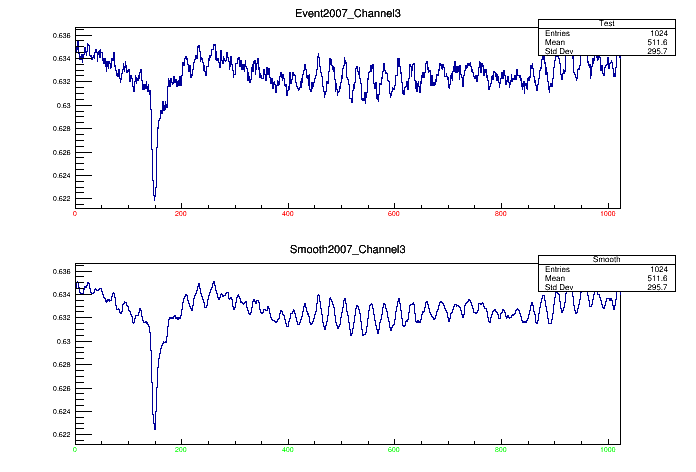 Event2007_Channel3
Test
Entries 1024
Mean 511.6
Std Dev 295.7
0.636
0.634
0.632
0.63
0.628
0.626
0.624
0.622
0 200 400 600 800 1000
Smooth2007_Channel3
Smooth
Entries 1024
Mean 511.6
Std Dev 295.7
0.636
0.634
0.632
0.63
0.628
0.626
0.624
0.622
0 200 400 600 800 1000